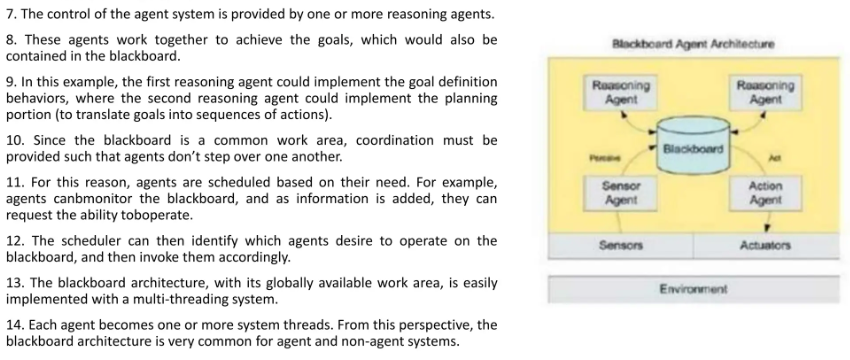 7. The control of the agent system is provided by one or more reasoning agents.
8. These agents work together to achieve the goals, which would also be
contained in the blackboard.
9. In this example, the first reasoning agent could implement the goal definition
behaviors, where the second reasoning agent could implement the planning
portion (to translate goals into sequences of actions).
10. Since the blackboard is a common work area, coordination must be
provided such that agents don't step over one another.
11. For this reason, agents are scheduled based on their need. For example,
agents canbmonitor the blackboard, and as information is added, they can
request the ability toboperate.
12. The scheduler can then identify which agents desire to operate on the
blackboard, and then invoke them accordingly.
13. The blackboard architecture, with its globally available work area, is easily
implemented with a multi-threading system.
14. Each agent becomes one or more system threads. From this perspective, the
blackboard architecture is very common for agent and non-agent systems.
Blackboard Agent Architecture
Reasoning
Agent
Reasoning
Agent
Blackboard
Perceive
Act
Sensor
Agent
Action
Agent
Sensors
Actuators
Environment